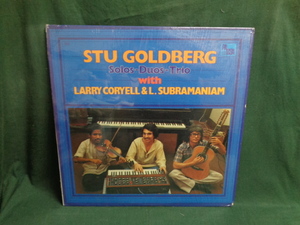 STU GOLDBERG
Solos-Duos-Trio
with
LARRY CORYELL & L. SUBRAMANIAM